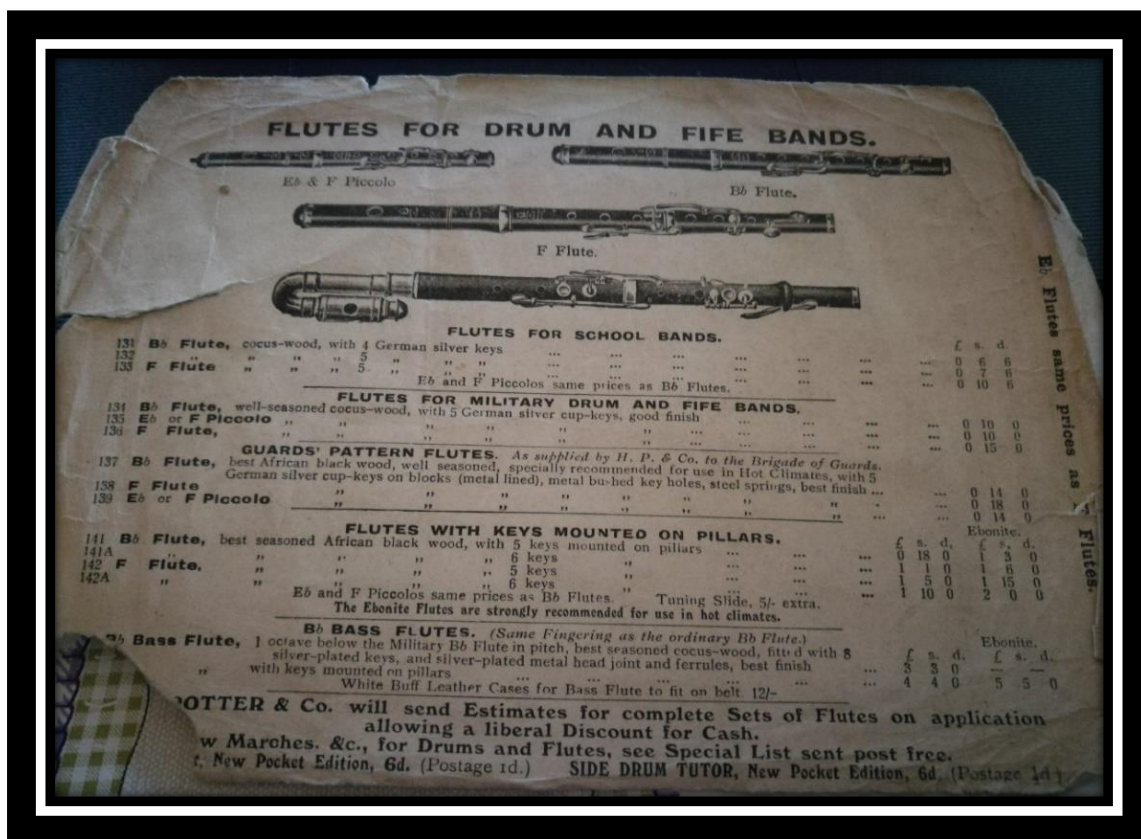 FLUTES FOR DRUM AND FIFE BANDS.
Eb & F Piccolo
Bb Flute.
F Flute.
FLUTES FOR SCHOOL BANDS.
£ s. d.
131 Bb Flute, cocus-wood, with 4 German silver keys ... ... ... ... ... ... ... 0 6 6
132 " " " " 5 " " " ... ... ... ... ... ... ... 0 7 6
133 F Flute " " " 5 " " " ... ... ... ... ... ... ... 0 10 6
Eb and F Piccolos same prices as Bb Flutes.
FLUTES FOR MILITARY DRUM AND FIFE BANDS.
134 Bb Flute, well-seasoned cocus-wood, with 5 German silver cup-keys, good finish ... ... ... ... 0 10 0
135 Eb or F Piccolo " " " " " " ... ... ... ... 0 10 0
136 F Flute, " " " " " " ... ... ... ... 0 15 0
GUARDS' PATTERN FLUTES. As supplied by H. P. & Co. to the Brigade of Guards.
137 Bb Flute, best African black wood, well seasoned, specially recommended for use in Hot Climates, with 5
German silver cup-keys on blocks (metal lined), metal bushed key holes, steel springs, best finish ... ... 0 14 0
138 F Flute " " " " " " " ... 0 18 0
139 Eb or F Piccolo " " " " " " " ... ... 0 14 0
FLUTES WITH KEYS MOUNTED ON PILLARS.
Ebonite.
£ s. d. £ s. d.
141 Bb Flute, best seasoned African black wood, with 5 keys mounted on pillars ... ... ... 0 18 0 1 3 0
141A " " " " " 6 keys " ... ... ... 1 1 0 1 6 0
142 F Flute, " " " " 5 keys " ... ... ... 1 5 0 1 15 0
142A " " " " " 6 keys " ... ... ... 1 10 0 2 0 0
Eb and F Piccolos same prices as Bb Flutes. Tuning Slide, 5/- extra.
The Ebonite Flutes are strongly recommended for use in hot climates.
Bb BASS FLUTES. (Same Fingering as the ordinary Bb Flute.)
Ebonite.
£ s. d. £ s. d.
Bb Bass Flute, 1 octave below the Military Bb Flute in pitch, best seasoned cocus-wood, fitted with 8
silver-plated keys, and silver-plated metal head joint and ferrules, best finish ... 3 3 0
" with keys mounted on pillars ... ... ... ... ... ... 4 4 0 5 5 0
White Buff Leather Cases for Bass Flute to fit on belt. 12/-
OTTER & Co. will send Estimates for complete Sets of Flutes on application
allowing a liberal Discount for Cash.
w Marches. &c., for Drums and Flutes, see Special List sent post free.
New Pocket Edition, 6d. (Postage 1d.) SIDE DRUM TUTOR, New Pocket Edition, 6d. (Postage 1d.)
Eb Flutes same prices as Flutes.